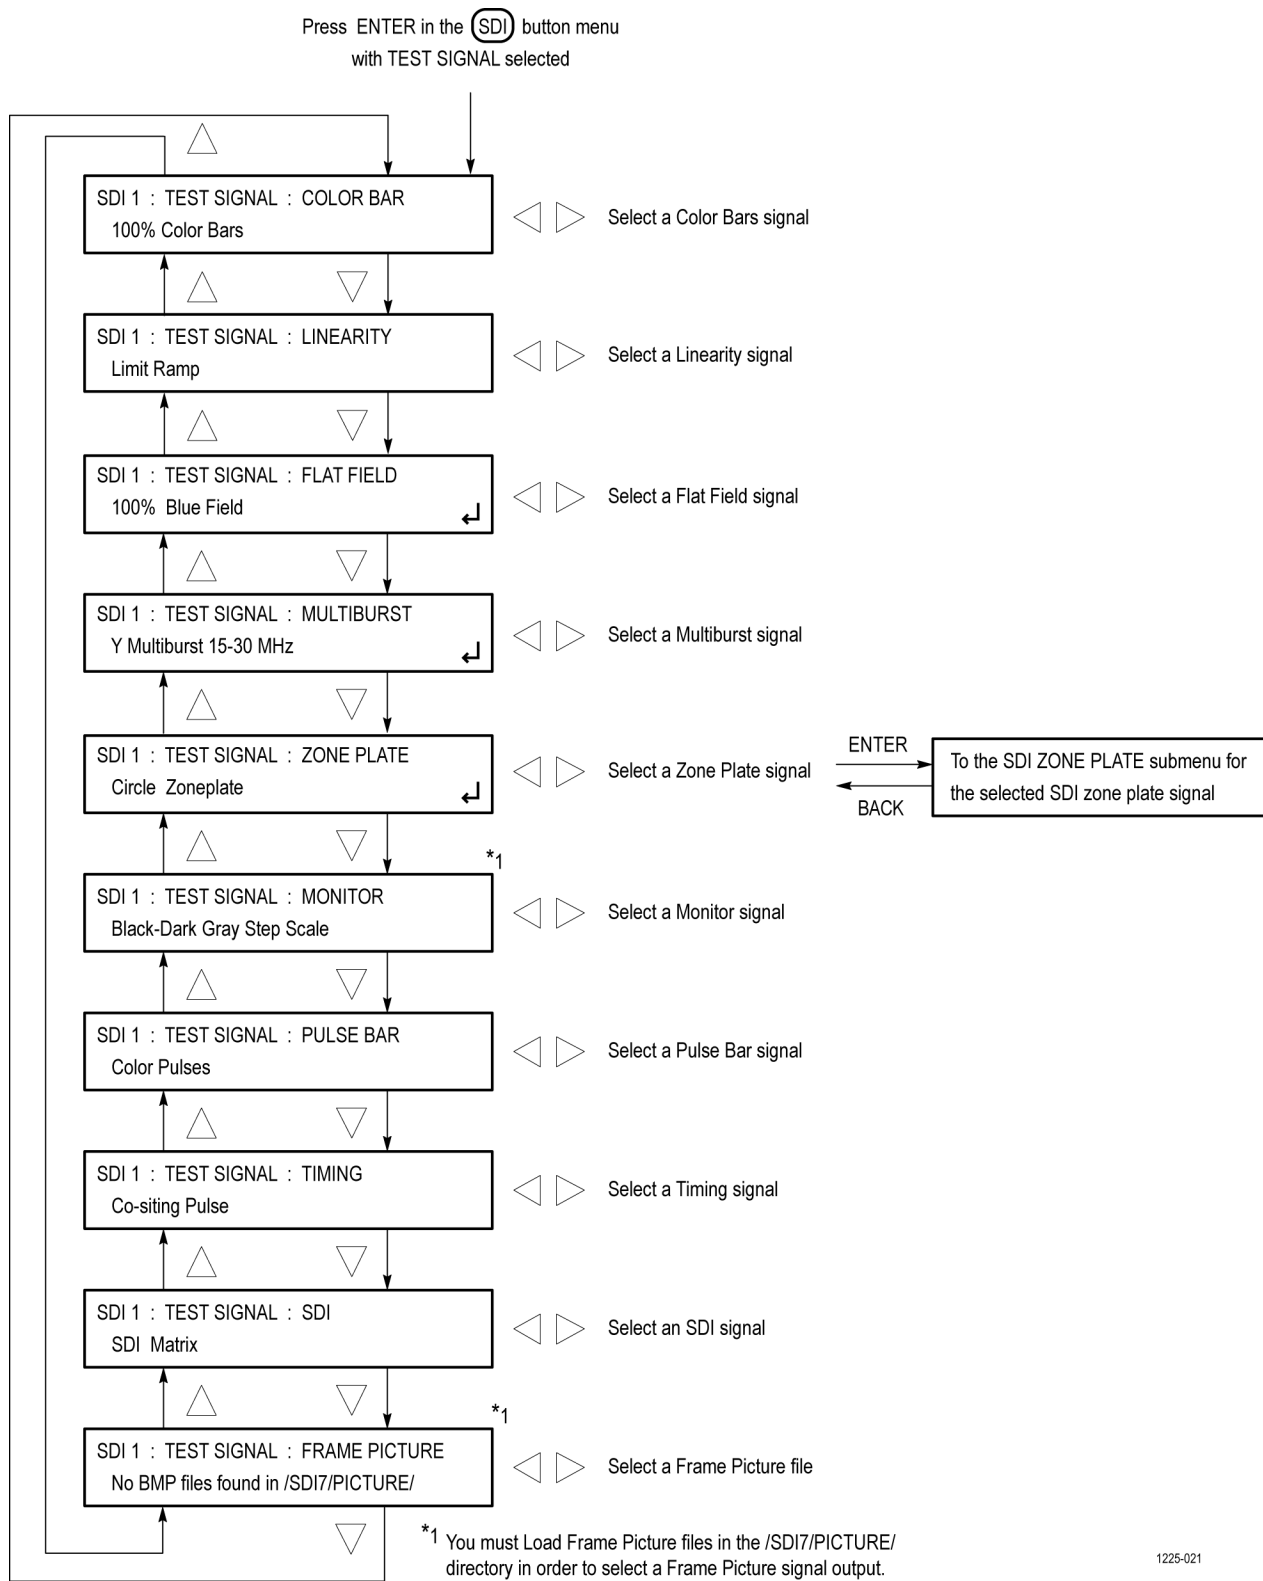 Press ENTER in the SDI button menu
with TEST SIGNAL selected
SDI 1 : TEST SIGNAL : COLOR BAR
100% Color Bars
Select a Color Bars signal
SDI 1 : TEST SIGNAL : LINEARITY
Limit Ramp
Select a Linearity signal
SDI 1 : TEST SIGNAL : FLAT FIELD
100% Blue Field
Select a Flat Field signal
SDI 1 : TEST SIGNAL : MULTIBURST
Y Multiburst 15-30 MHz
Select a Multiburst signal
SDI 1 : TEST SIGNAL : ZONE PLATE
Circle Zoneplate
Select a Zone Plate signal
ENTER
BACK
To the SDI ZONE PLATE submenu for
the selected SDI zone plate signal
*1
SDI 1 : TEST SIGNAL : MONITOR
Black-Dark Gray Step Scale
Select a Monitor signal
SDI 1 : TEST SIGNAL : PULSE BAR
Color Pulses
Select a Pulse Bar signal
SDI 1 : TEST SIGNAL : TIMING
Co-siting Pulse
Select a Timing signal
SDI 1 : TEST SIGNAL : SDI
SDI Matrix
Select an SDI signal
*1
SDI 1 : TEST SIGNAL : FRAME PICTURE
No BMP files found in /SDI7/PICTURE/
Select a Frame Picture file
*1 You must Load Frame Picture files in the /SDI7/PICTURE/
directory in order to select a Frame Picture signal output.
1225-021